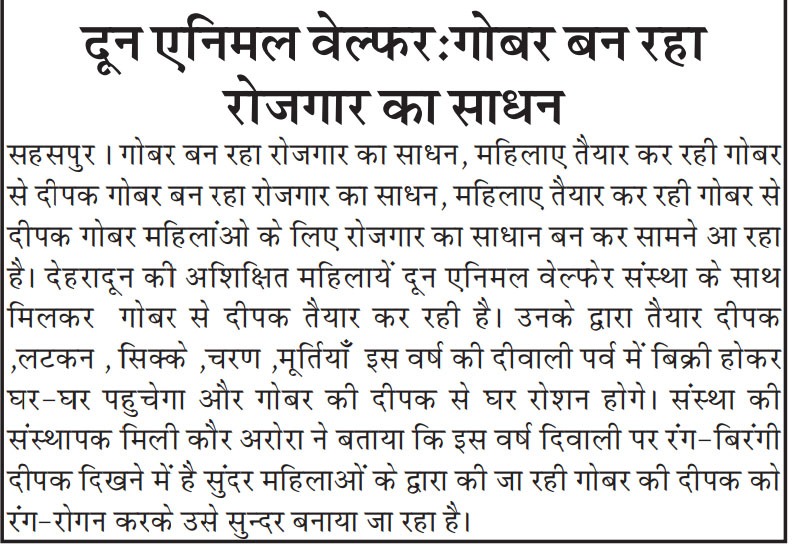 दून एनिमल वेल्फरःगोबर बन रहा
रोजगार का साधन
सहसपुर । गोबर बन रहा रोजगार का साधन, महिलाए तैयार कर रही गोबर
से दीपक गोबर बन रहा रोजगार का साधन, महिलाए तैयार कर रही गोबर से
दीपक गोबर महिलांओ के लिए रोजगार का साधान बन कर सामने आ रहा
है। देहरादून की अशिक्षित महिलायें दून एनिमल वेल्फेर संस्था के साथ
मिलकर गोबर से दीपक तैयार कर रही है। उनके द्वारा तैयार दीपक
,लटकन , सिक्के ,चरण ,मूर्तियाँ इस वर्ष की दीवाली पर्व में बिक्री होकर
घर-घर पहुचेगा और गोबर की दीपक से घर रोशन होगे। संस्था की
संस्थापक मिली कौर अरोरा ने बताया कि इस वर्ष दिवाली पर रंग-बिरंगी
दीपक दिखने में है सुंदर महिलाओं के द्वारा की जा रही गोबर की दीपक को
रंग-रोगन करके उसे सुन्दर बनाया जा रहा है।